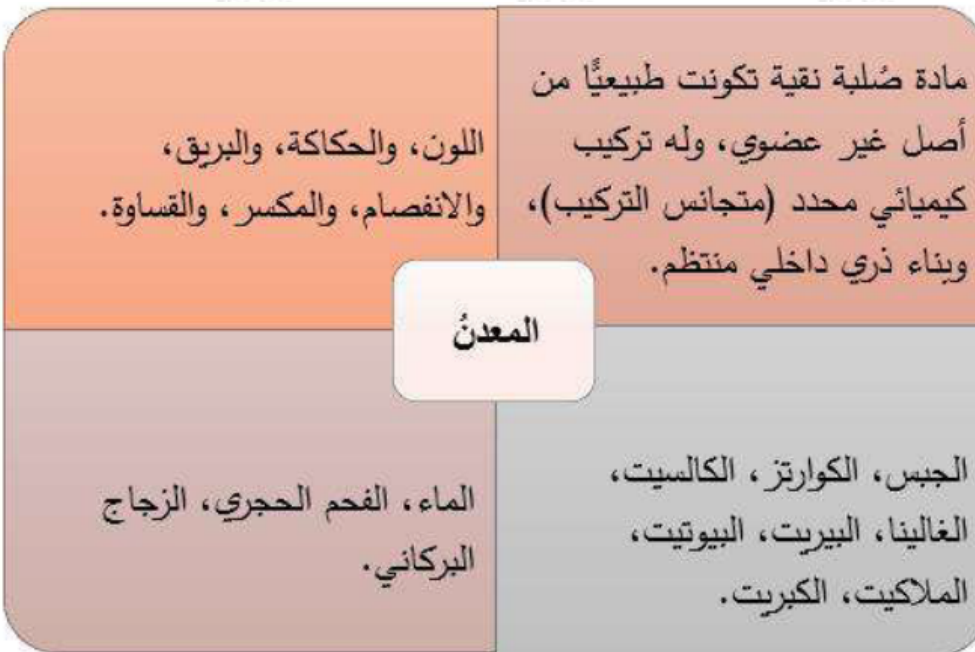 مادة صُلبة نقية تكونت طبيعيًّا من
أصل غير عضوي، وله تركيب
كيميائي محدد (متجانس التركيب)،
وبناء ذري داخلي منتظم.
اللون، والحكاكة، والبريق،
والانفصام، والمكسر، والقساوة.
المعدنُ
الجبس، الكوارتز، الكالسيت،
الغالينا، البيريت، البيوتيت،
الملاكيت، الكبريت.
الماء، الفحم الحجري، الزجاج
البركاني.